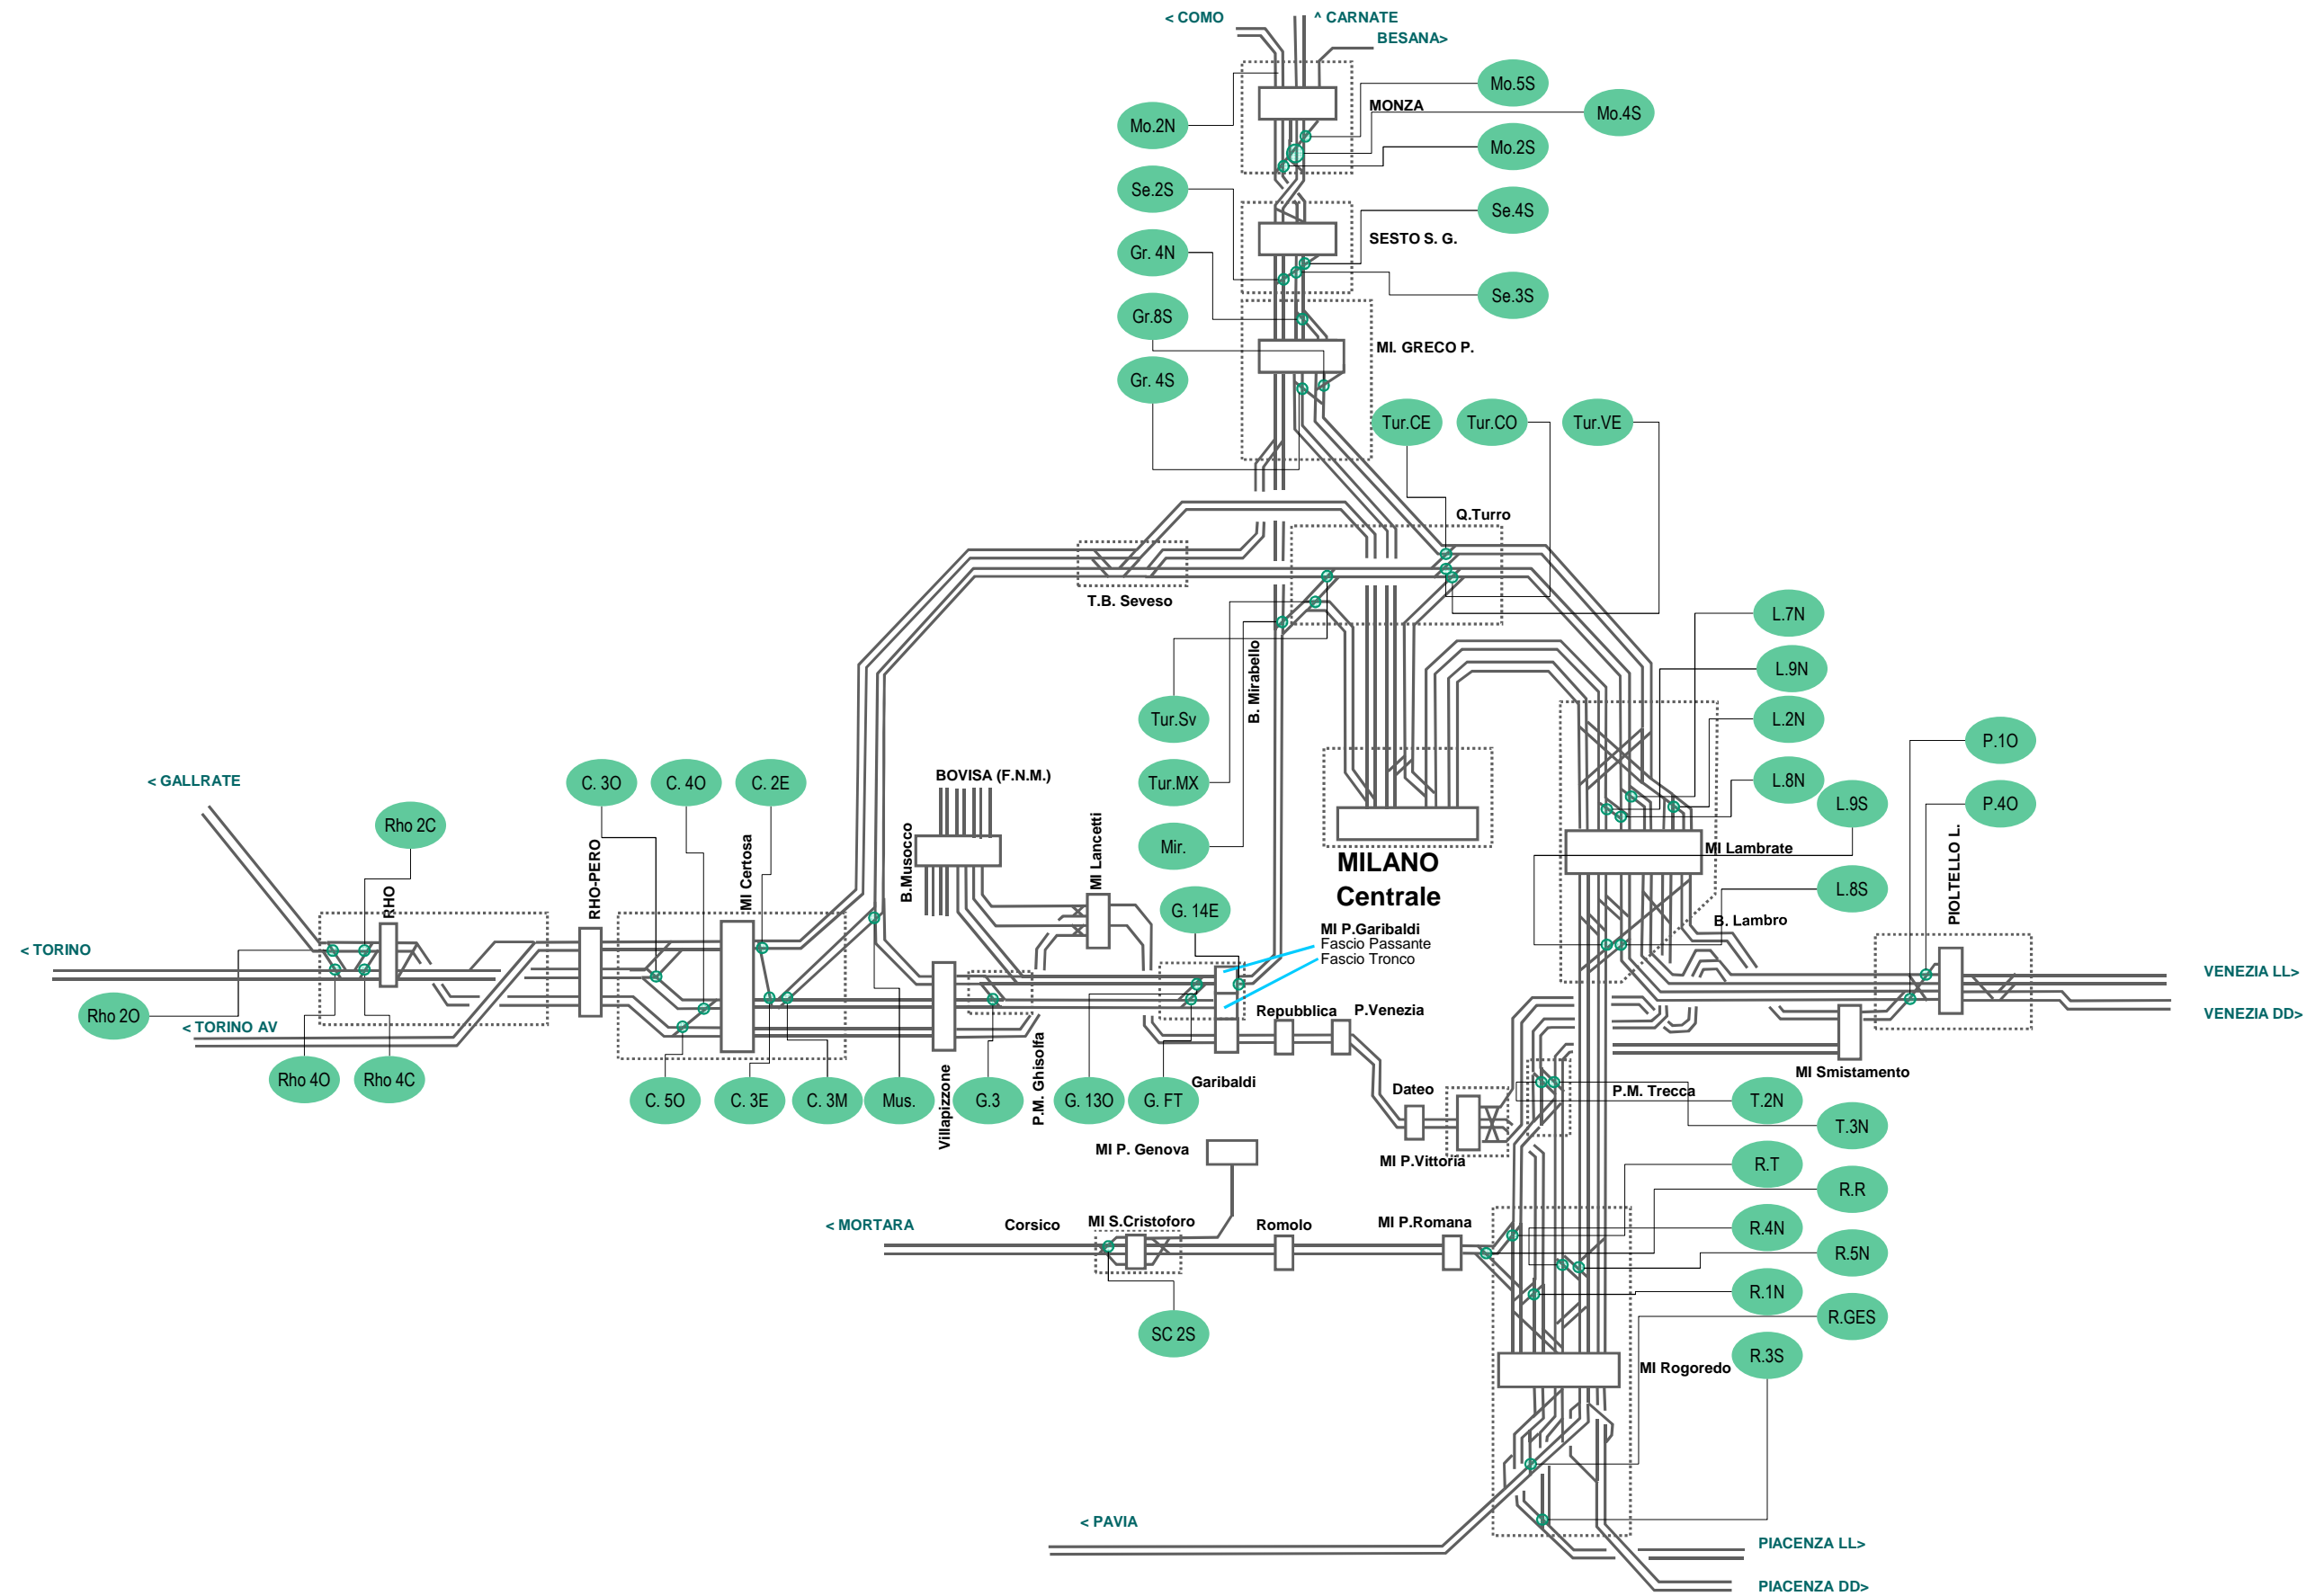 < COMO
^ CARNATE
BESANA>
Mo.5S
MONZA
Mo.4S
Mo.2N
Mo.2S
Se.2S
Se.4S
SESTO S. G.
Gr. 4N
Se.3S
Gr.8S
MI. GRECO P.
Gr. 4S
Tur.CE
Tur.CO
Tur.VE
Q.Turro
T.B. Seveso
L.7N
B. Mirabello
L.9N
Tur.Sv
L.2N
P.1O
< GALLRATE
C. 3O
C. 4O
C. 2E
BOVISA (F.N.M.)
Tur.MX
L.8N
L.9S
P.4O
Rho 2C
Mir.
MI Lambrate
MILANO
Centrale
RHO
RHO-PERO
MI Certosa
B.Musocco
MI Lancetti
PIOLTELLO L.
L.8S
G. 14E
B. Lambro
MI P.Garibaldi
Fascio Passante
Fascio Tronco
< TORINO
VENEZIA LL>
VENEZIA DD>
Rho 2O
< TORINO AV
Repubblica
P.Venezia
Rho 4O
Rho 4C
C. 5O
C. 3E
C. 3M
Mus.
Villapizzone
G.3
P.M. Ghisolfa
G. 13O
G. FT
Garibaldi
Dateo
P.M. Trecca
MI Smistamento
T.2N
T.3N
MI P. Genova
MI P.Vittoria
R.T
R.R
< MORTARA
Corsico
MI S.Cristoforo
Romolo
MI P.Romana
R.4N
R.5N
R.1N
R.GES
SC 2S
R.3S
MI Rogoredo
< PAVIA
PIACENZA LL>
PIACENZA DD>